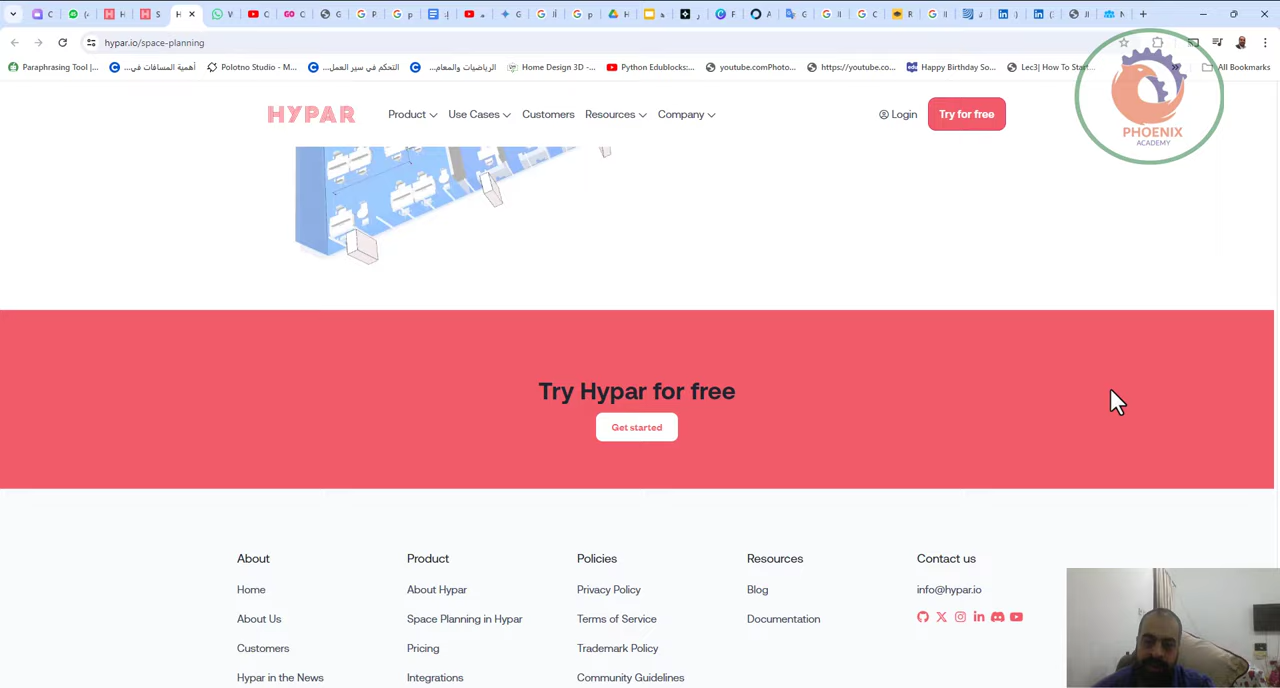 hypar.io/space-planning
Paraphrasing Tool |...
أهمية المسافات في...
Polotno Studio - M...
التحكم في سير العمل...
الرياضيات والمعام...
Home Design 3D -...
Python Edublocks:...
youtube.comPhoto...
https://youtube.co...
Happy Birthday So...
Lec3| How To Start...
All Bookmarks
HYPAR
Product
Use Cases
Customers
Resources
Company
Login
Try for free
PHOENIX
ACADEMY
Try Hypar for free
Get started
About
Product
Policies
Resources
Contact us
Home
About Hypar
Privacy Policy
Blog
info@hypar.io
About Us
Space Planning in Hypar
Terms of Service
Documentation
Customers
Pricing
Trademark Policy
Hypar in the News
Integrations
Community Guidelines